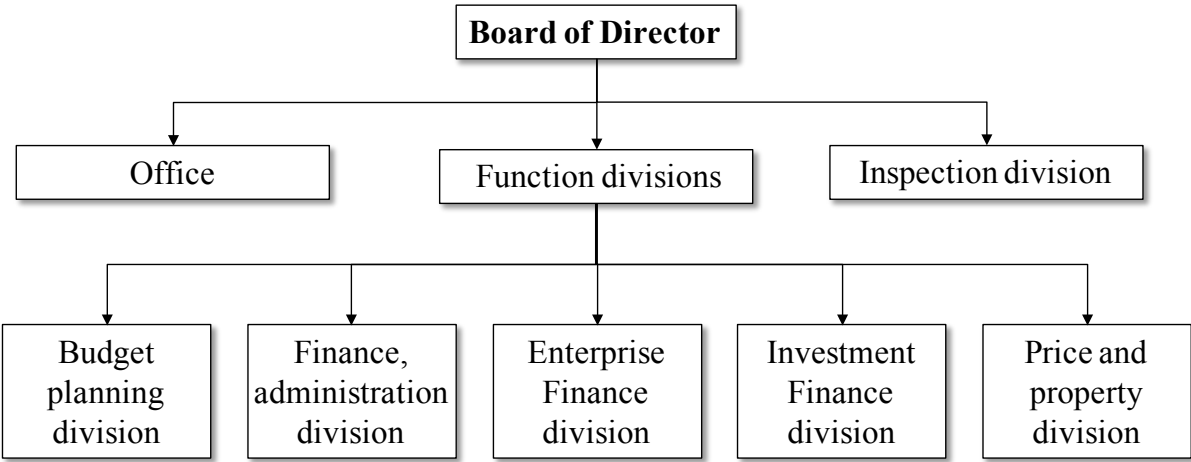 Board of Director
Office
Function divisions
Inspection division
Budget
planning
division
Finance,
administration
division
Enterprise
Finance
division
Investment
Finance
division
Price and
property
division